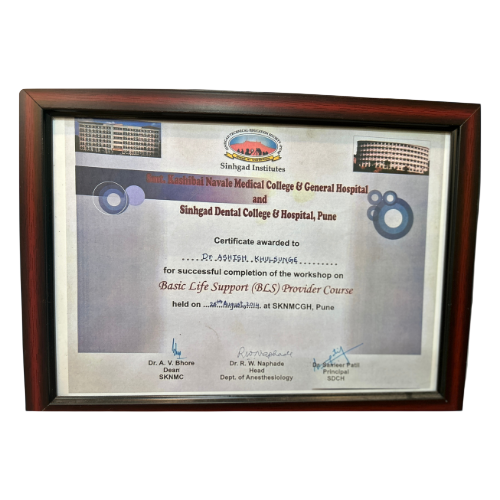 Sinhgad Institutes
Smt. Kashibai Navale Medical College & General Hospital
and
Sinhgad Dental College & Hospital, Pune
Certificate awarded to
Dr ASHISH KHULSUNGE
for successful completion of the workshop on
Basic Life Support (BLS) Provider Course
held on at SKNMCGH, Pune
Dr. A. V. Bhore
Dean
SKNMC
Dr. R. W. Naphade
Head
Dept. of Anesthesiology
Dr. Sameer Patil
Principal
SDCH